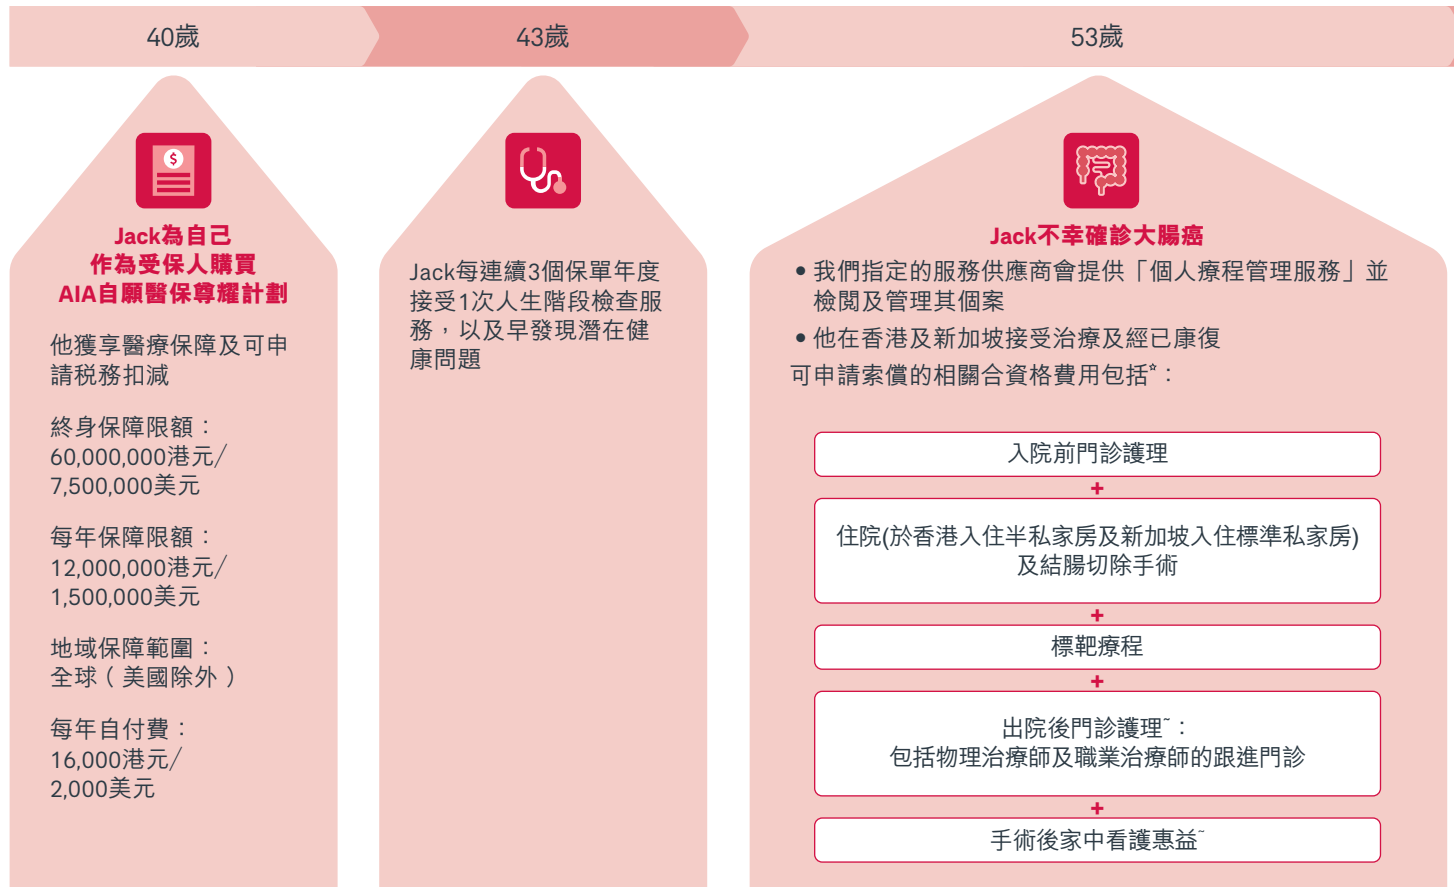 40歲
43歲
53歲
$
Jack為自己
作為受保人購買
AIA自願醫保尊耀計劃
他獲享醫療保障及可申
請税務扣減
終身保障限額：
60,000,000港元/
7,500,000美元
每年保障限額：
12,000,000港元/
1,500,000美元
地域保障範圍：
全球（美國除外）
每年自付費：
16,000港元/
2,000美元
Jack每連續3個保單年度
接受1次人生階段檢查服
務，以及早發現潛在健
康問題
Jack不幸確診大腸癌
•我們指定的服務供應商會提供「個人療程管理服務」並
檢閲及管理其個案
•他在香港及新加坡接受治療及經已康復
可申請索償的相關合資格費用包括*：
入院前門診護理
+
住院(於香港入住半私家房及新加坡入住標準私家房)
及結腸切除手術
+
標靶療程
+
出院後門診護理~：
包括物理治療師及職業治療師的跟進門診
+
手術後家中看護惠益~